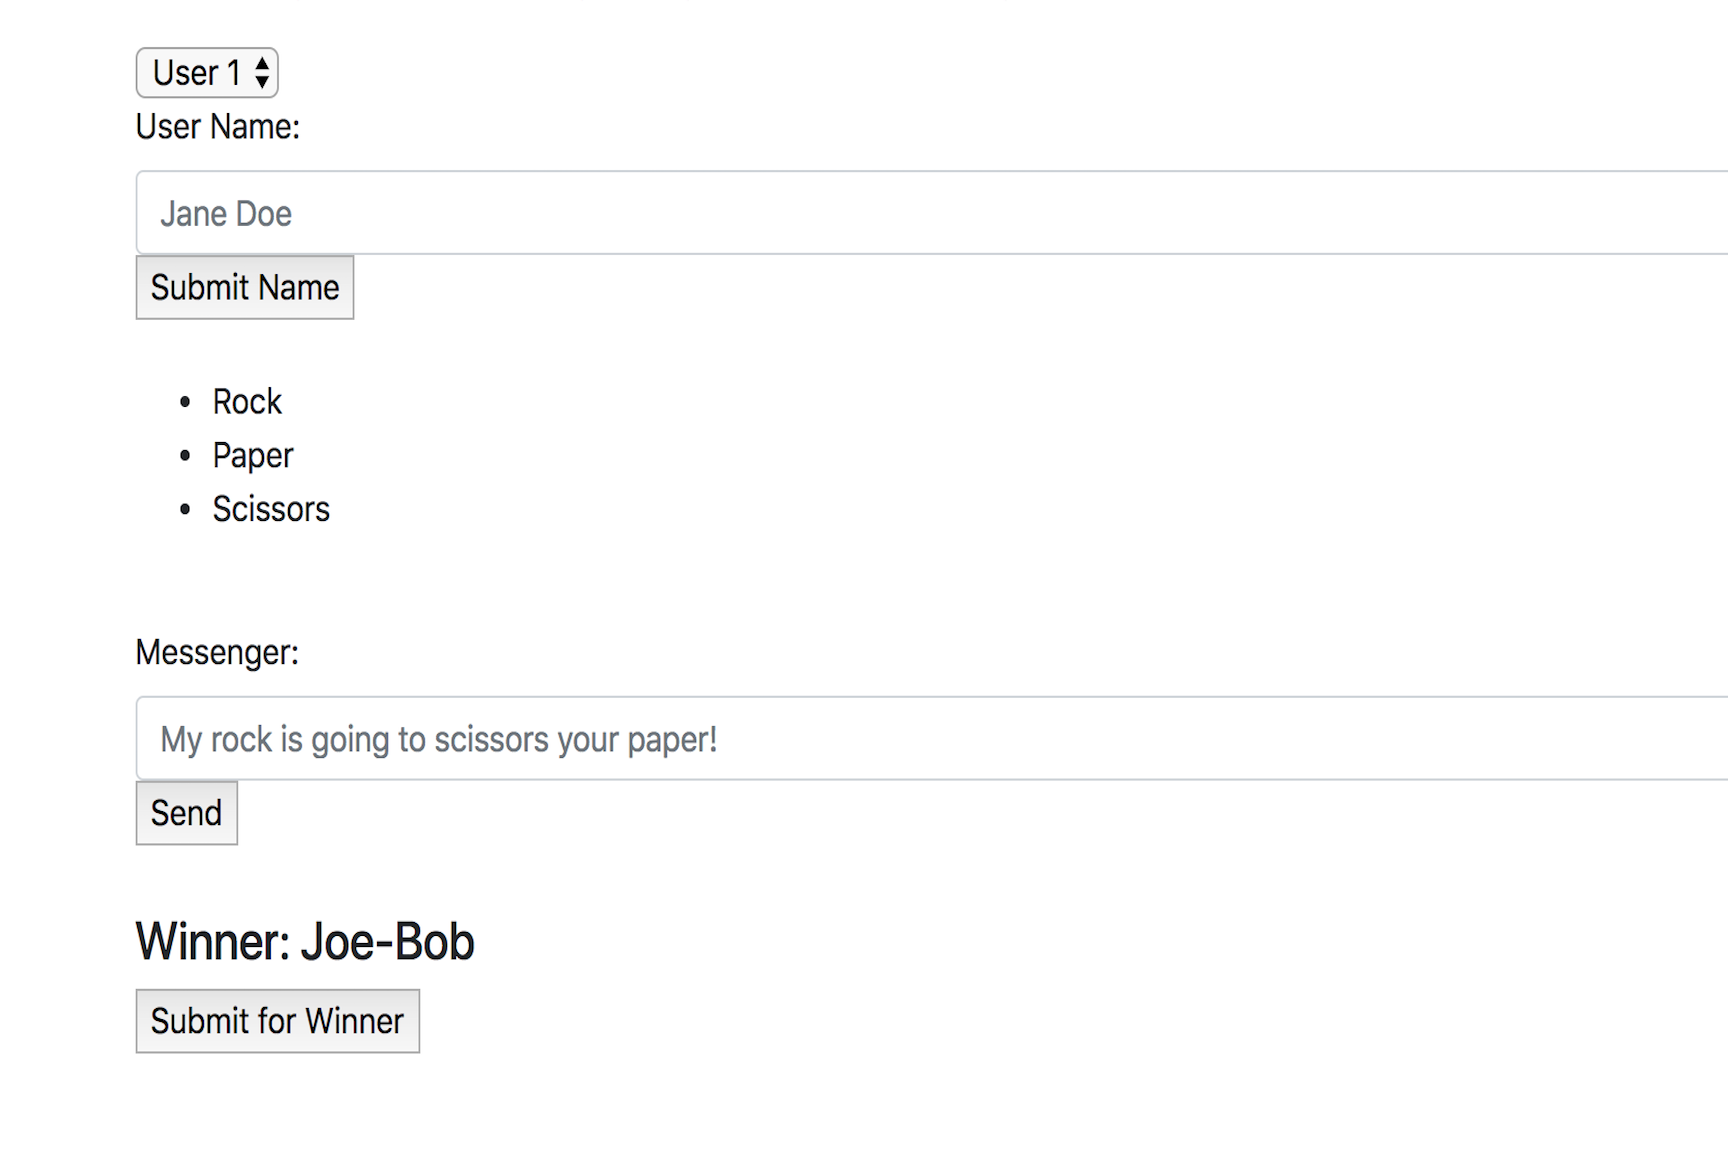 User 1
User Name:
Jane Doe
Submit Name
Rock
Paper
Scissors
Messenger:
My rock is going to scissors your paper!
Send
Winner: Joe-Bob
Submit for Winner